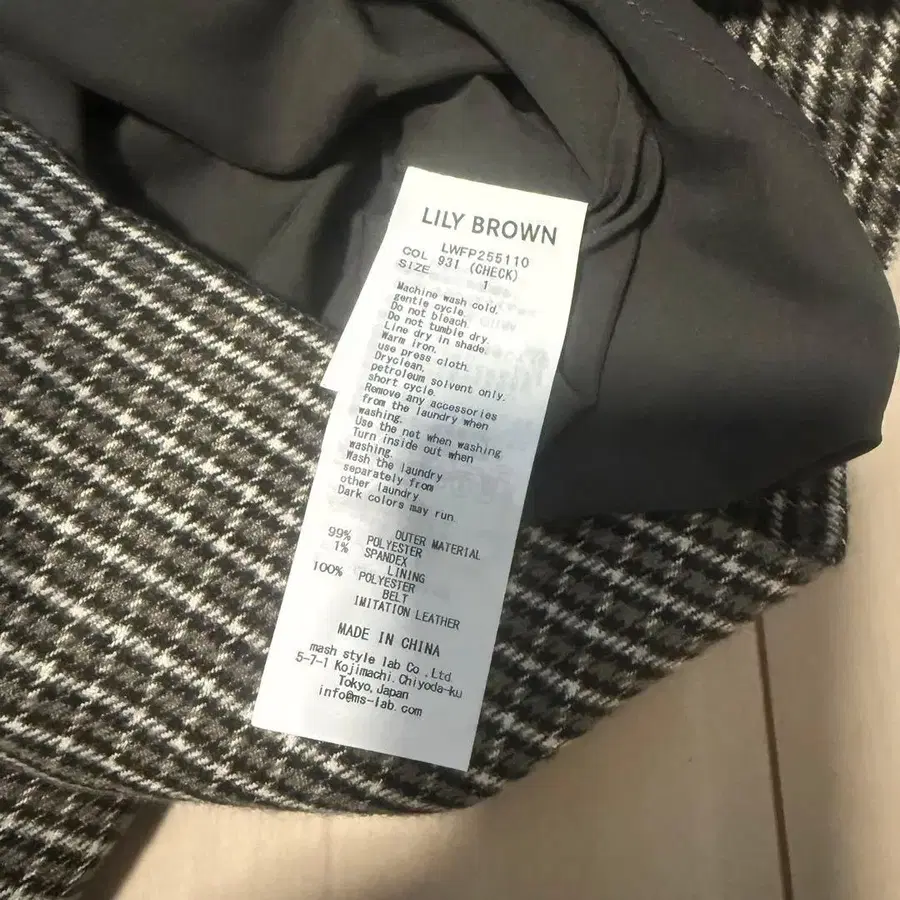 LILY BROWN
LWFP255110
COL 931 (CHECK)
SIZE 1
Machine wash cold,
gentle cycle.
Do not bleach.
Do not tumble dry.
Line dry in shade.
Warm iron,
use press cloth.
Dryclean,
petroleum solvent only,
short cycle.
Remove any accessories
from the laundry when
washing.
Use the net when washing
Turn inside out when
washing.
Wash the laundry
separately from
other laundry.
Dark colors may run.
OUTER MATERIAL
99% POLYESTER
1% SPANDEX
LINING
100% POLYESTER
BELT
IMITATION LEATHER
MADE IN CHINA
mash style lab Co.,Ltd.
5-7-1 Kojimachi,Chiyoda-ku
Tokyo,Japan
info@ms-lab.com